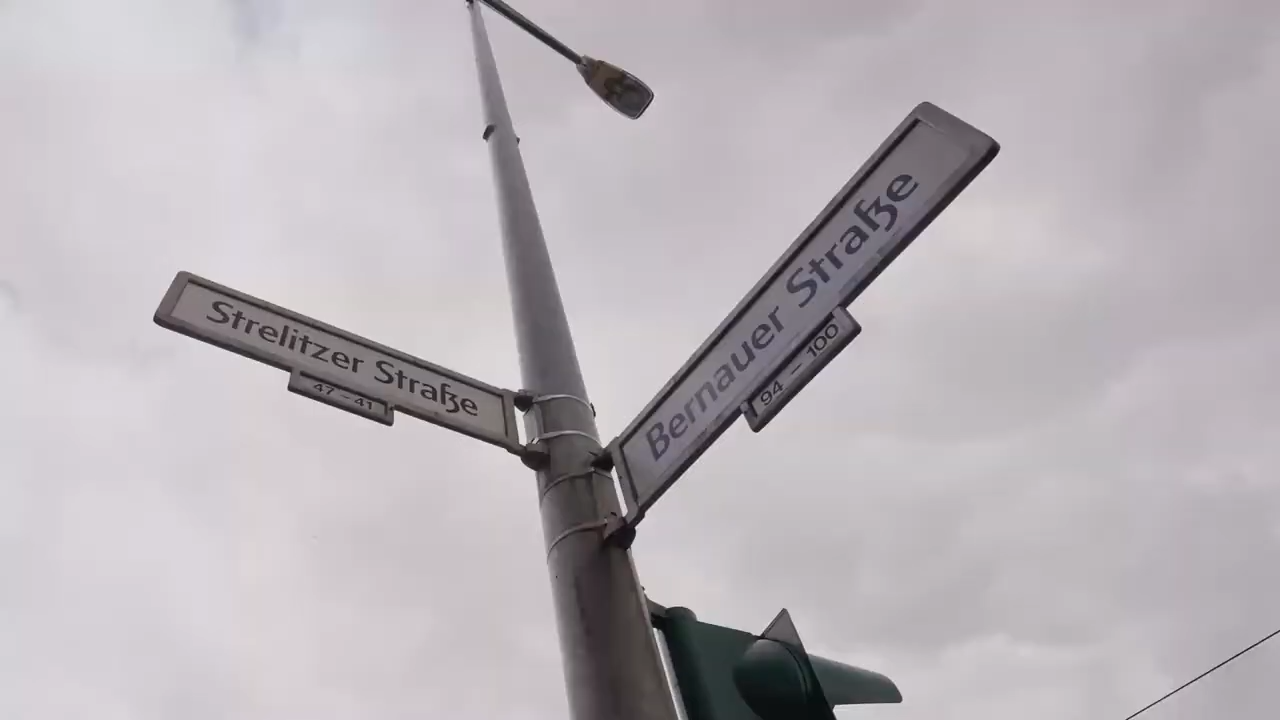 Strelitzer Straße
47 – 41
Bernauer Straße
94 – 100